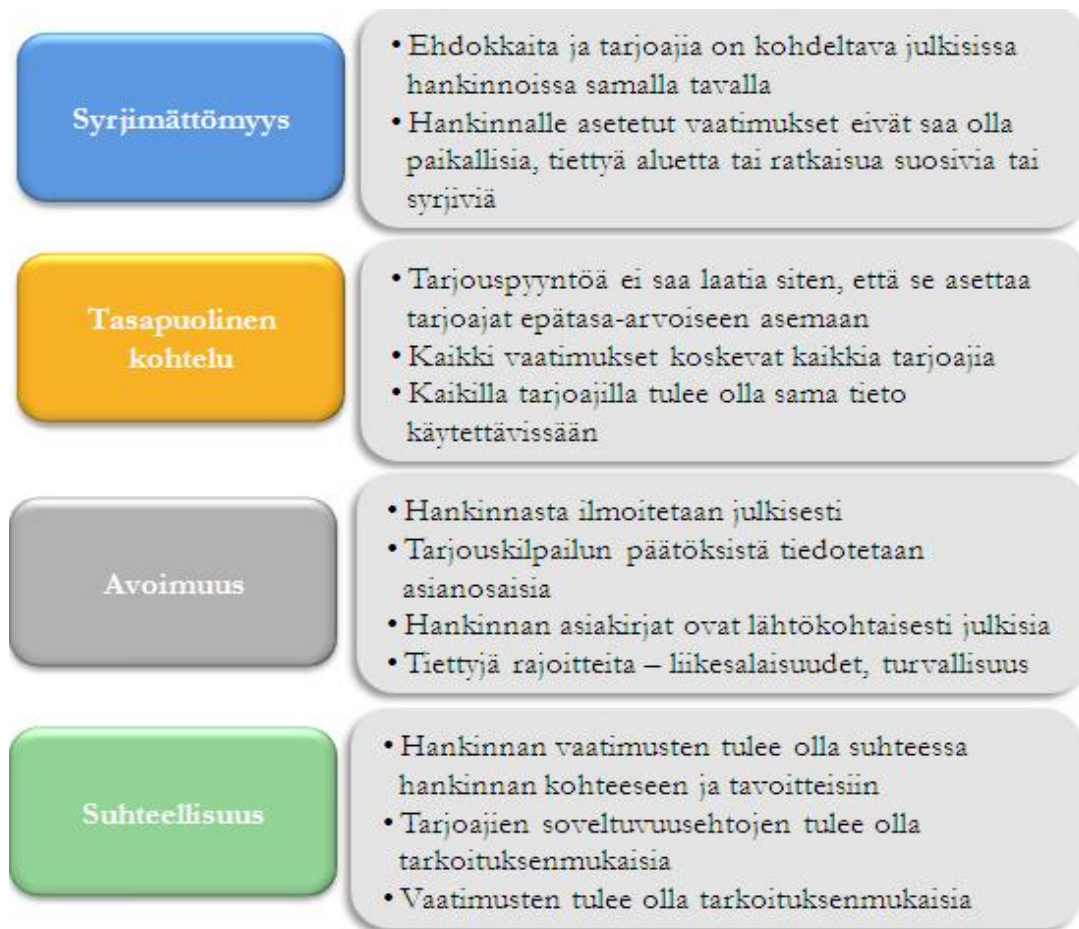 Syrjimättömyys
• Ehdokkaita ja tarjoajia on kohdeltava julkisissa
hankinnoissa samalla tavalla
• Hankinnalle asetetut vaatimukset eivät saa olla
paikallisia, tiettyä aluetta tai ratkaisua suosivia tai
syrjiviä
Tasapuolinen
kohtelu
• Tarjouspyyntöä ei saa laatia siten, että se asettaa
tarjoajat epätasa-arvoiseen asemaan
• Kaikki vaatimukset koskevat kaikkia tarjoajia
• Kaikilla tarjoajilla tulee olla sama tieto
käytettävissään
Avoimuus
• Hankinnasta ilmoitetaan julkisesti
• Tarjouskilpailun päätöksistä tiedotetaan
asianosaisia
• Hankinnan asiakirjat ovat lähtökohtaisesti julkisia
• Tiettyjä rajoitteita – liikesalaisuudet, turvallisuus
Suhteellisuus
• Hankinnan vaatimusten tulee olla suhteessa
hankinnan kohteeseen ja tavoitteisiin
• Tarjoajien soveltuvuusehtojen tulee olla
tarkoituksenmukaisia
• Vaatimusten tulee olla tarkoituksenmukaisia